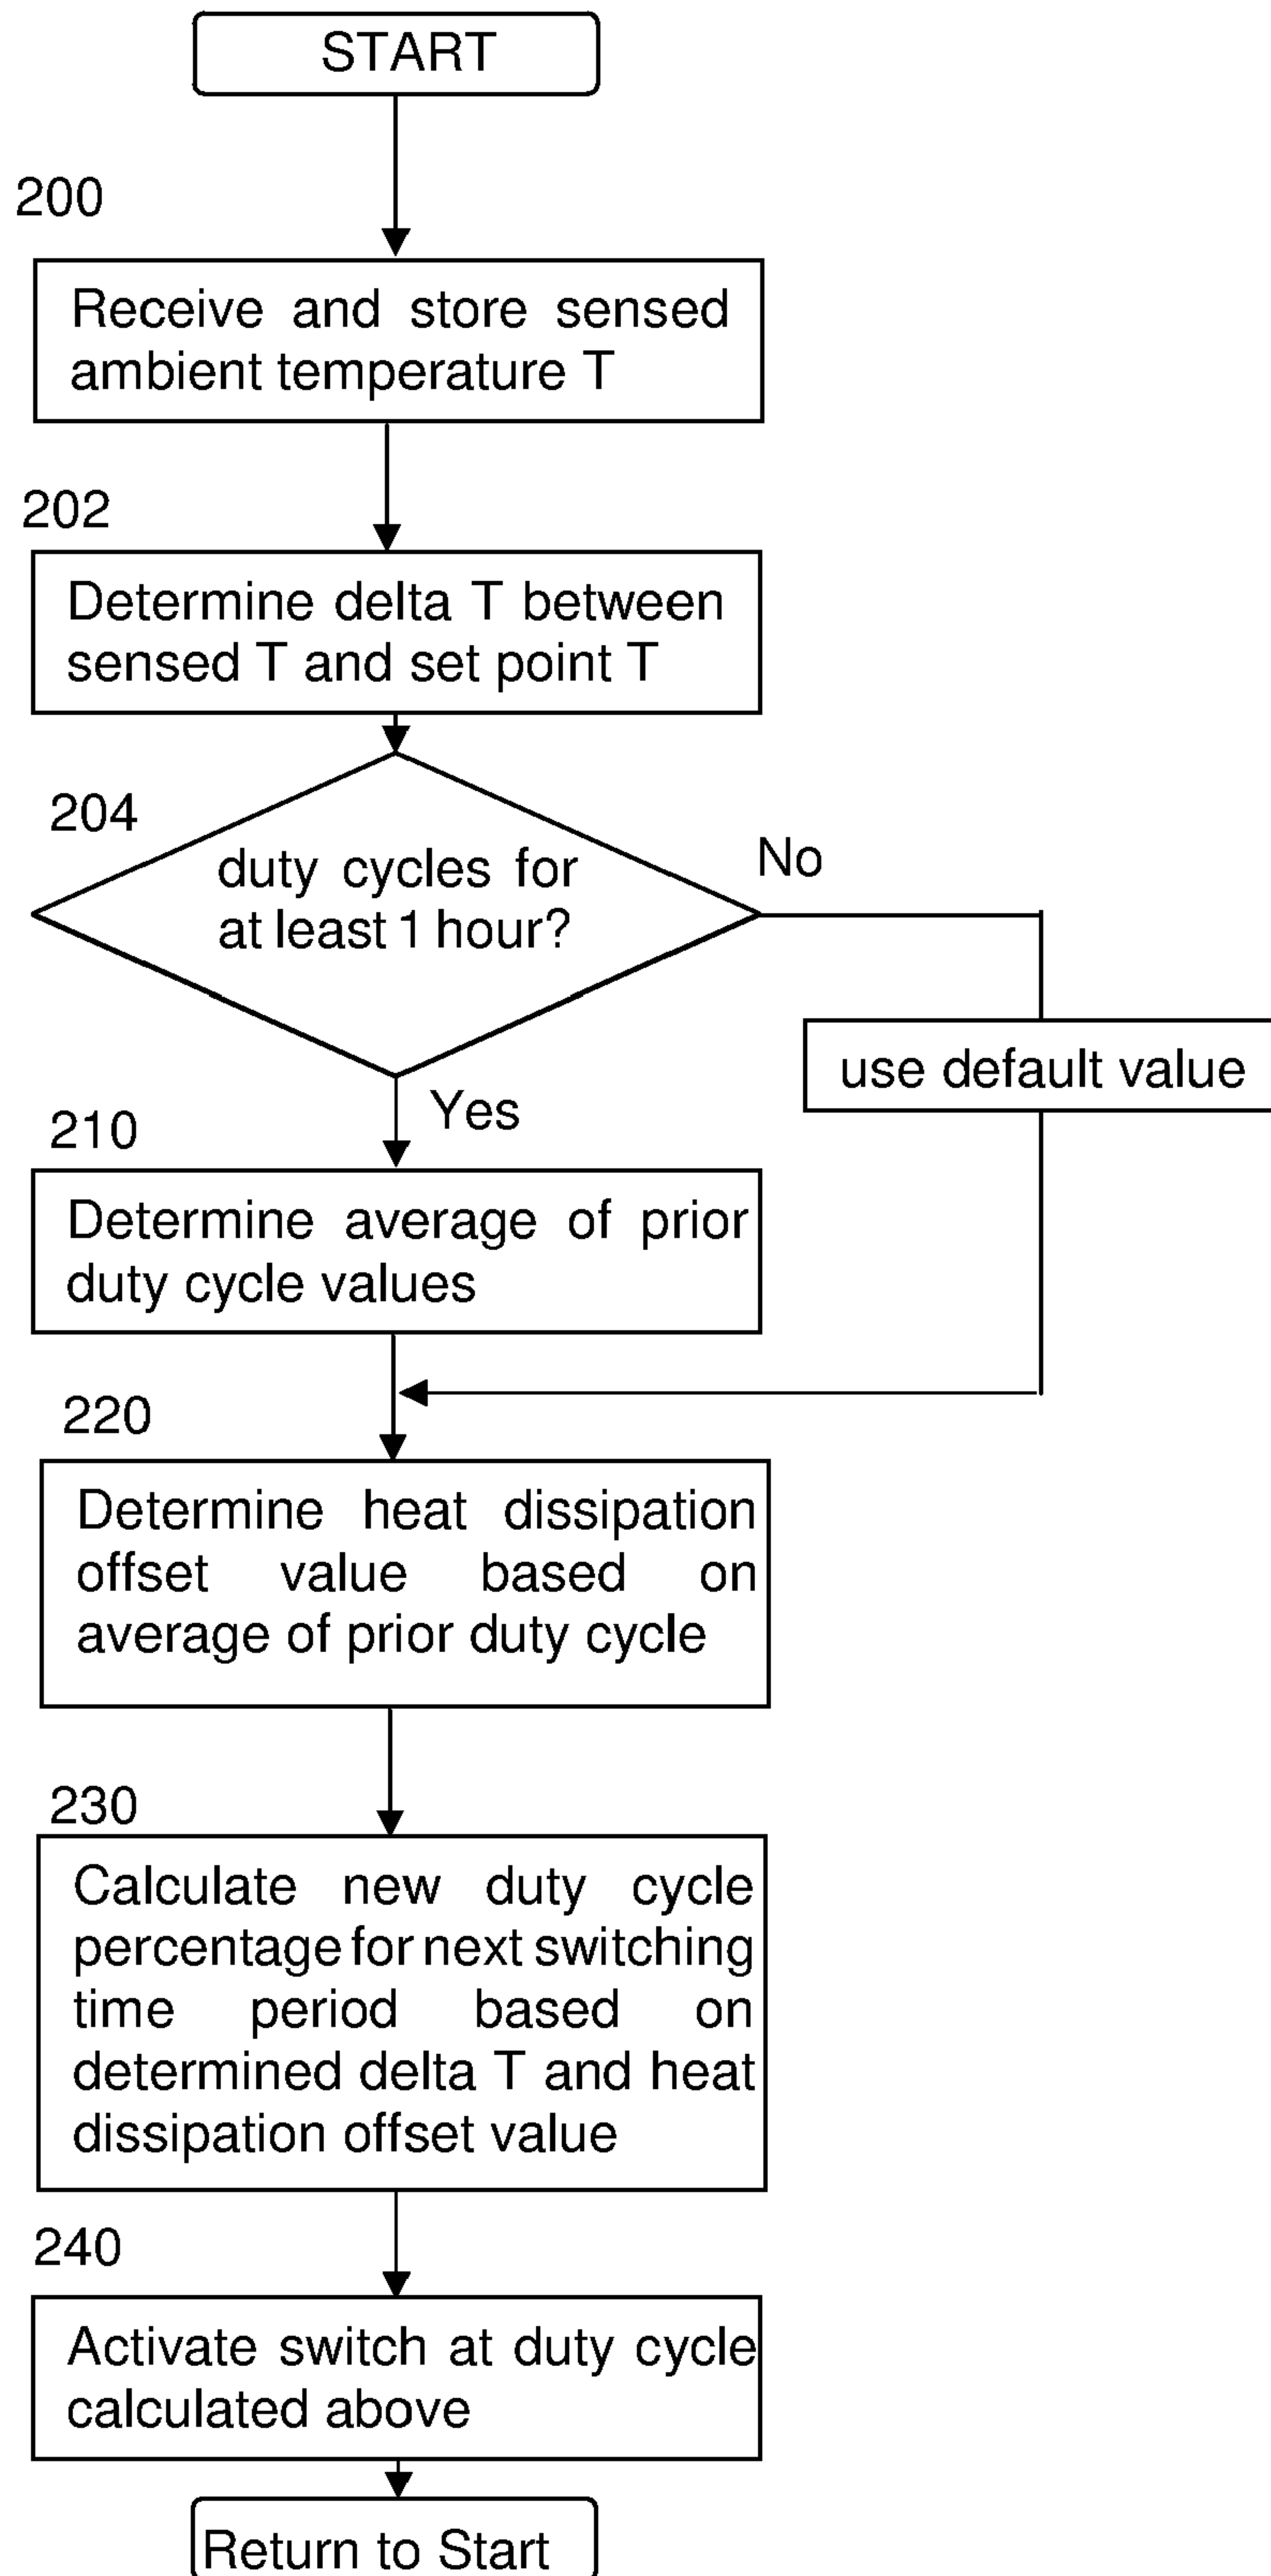 START
200
Receive and store sensed
ambient temperature T
202
Determine delta T between
sensed T and set point T
204
duty cycles for
at least 1 hour?
No
use default value
Yes
210
Determine average of prior
duty cycle values
220
Determine heat dissipation
offset value based on
average of prior duty cycle
230
Calculate new duty cycle
percentage for next switching
time period based on
determined delta T and heat
dissipation offset value
240
Activate switch at duty cycle
calculated above
Return to Start